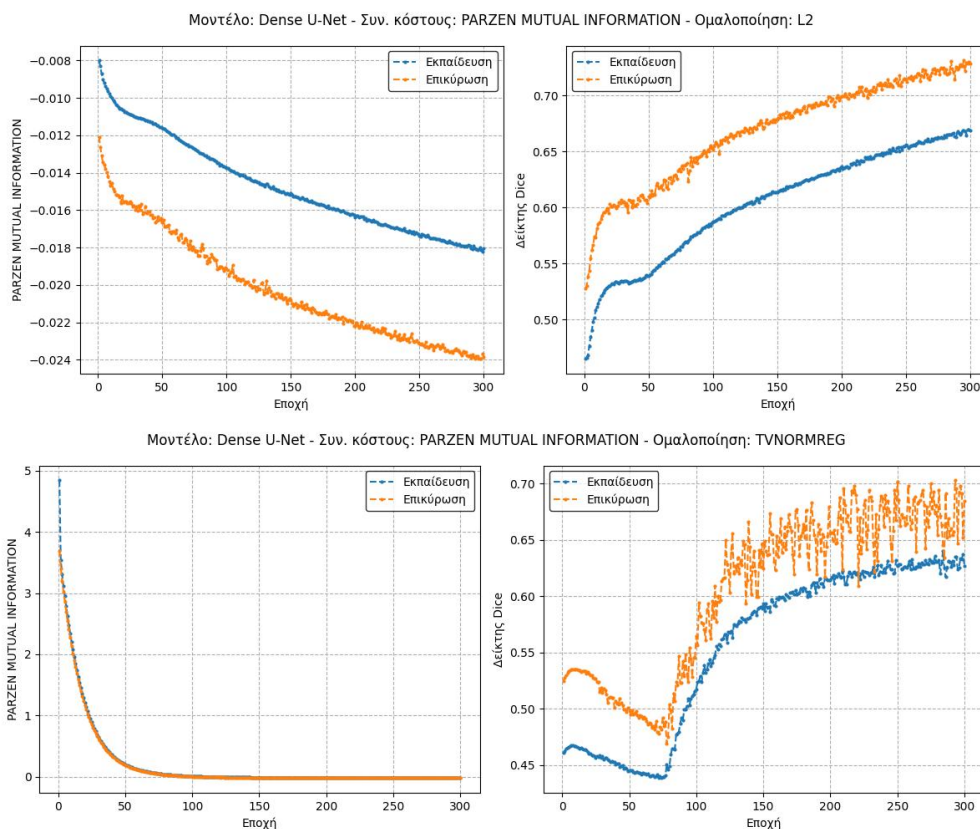 Μοντέλο: Dense U-Net - Συν. κόστους: PARZEN MUTUAL INFORMATION - Ομαλοποίηση: L2
PARZEN MUTUAL INFORMATION
−0.008
−0.010
−0.012
−0.014
−0.016
−0.018
−0.020
−0.022
−0.024
Εκπαίδευση
Επικύρωση
0 50 100 150 200 250 300
Εποχή
Δείκτης Dice
0.70
0.65
0.60
0.55
0.50
Εκπαίδευση
Επικύρωση
0 50 100 150 200 250 300
Εποχή
Μοντέλο: Dense U-Net - Συν. κόστους: PARZEN MUTUAL INFORMATION - Ομαλοποίηση: TVNORMREG
PARZEN MUTUAL INFORMATION
5
4
3
2
1
0
Εκπαίδευση
Επικύρωση
0 50 100 150 200 250 300
Εποχή
Δείκτης Dice
0.70
0.65
0.60
0.55
0.50
0.45
Εκπαίδευση
Επικύρωση
0 50 100 150 200 250 300
Εποχή